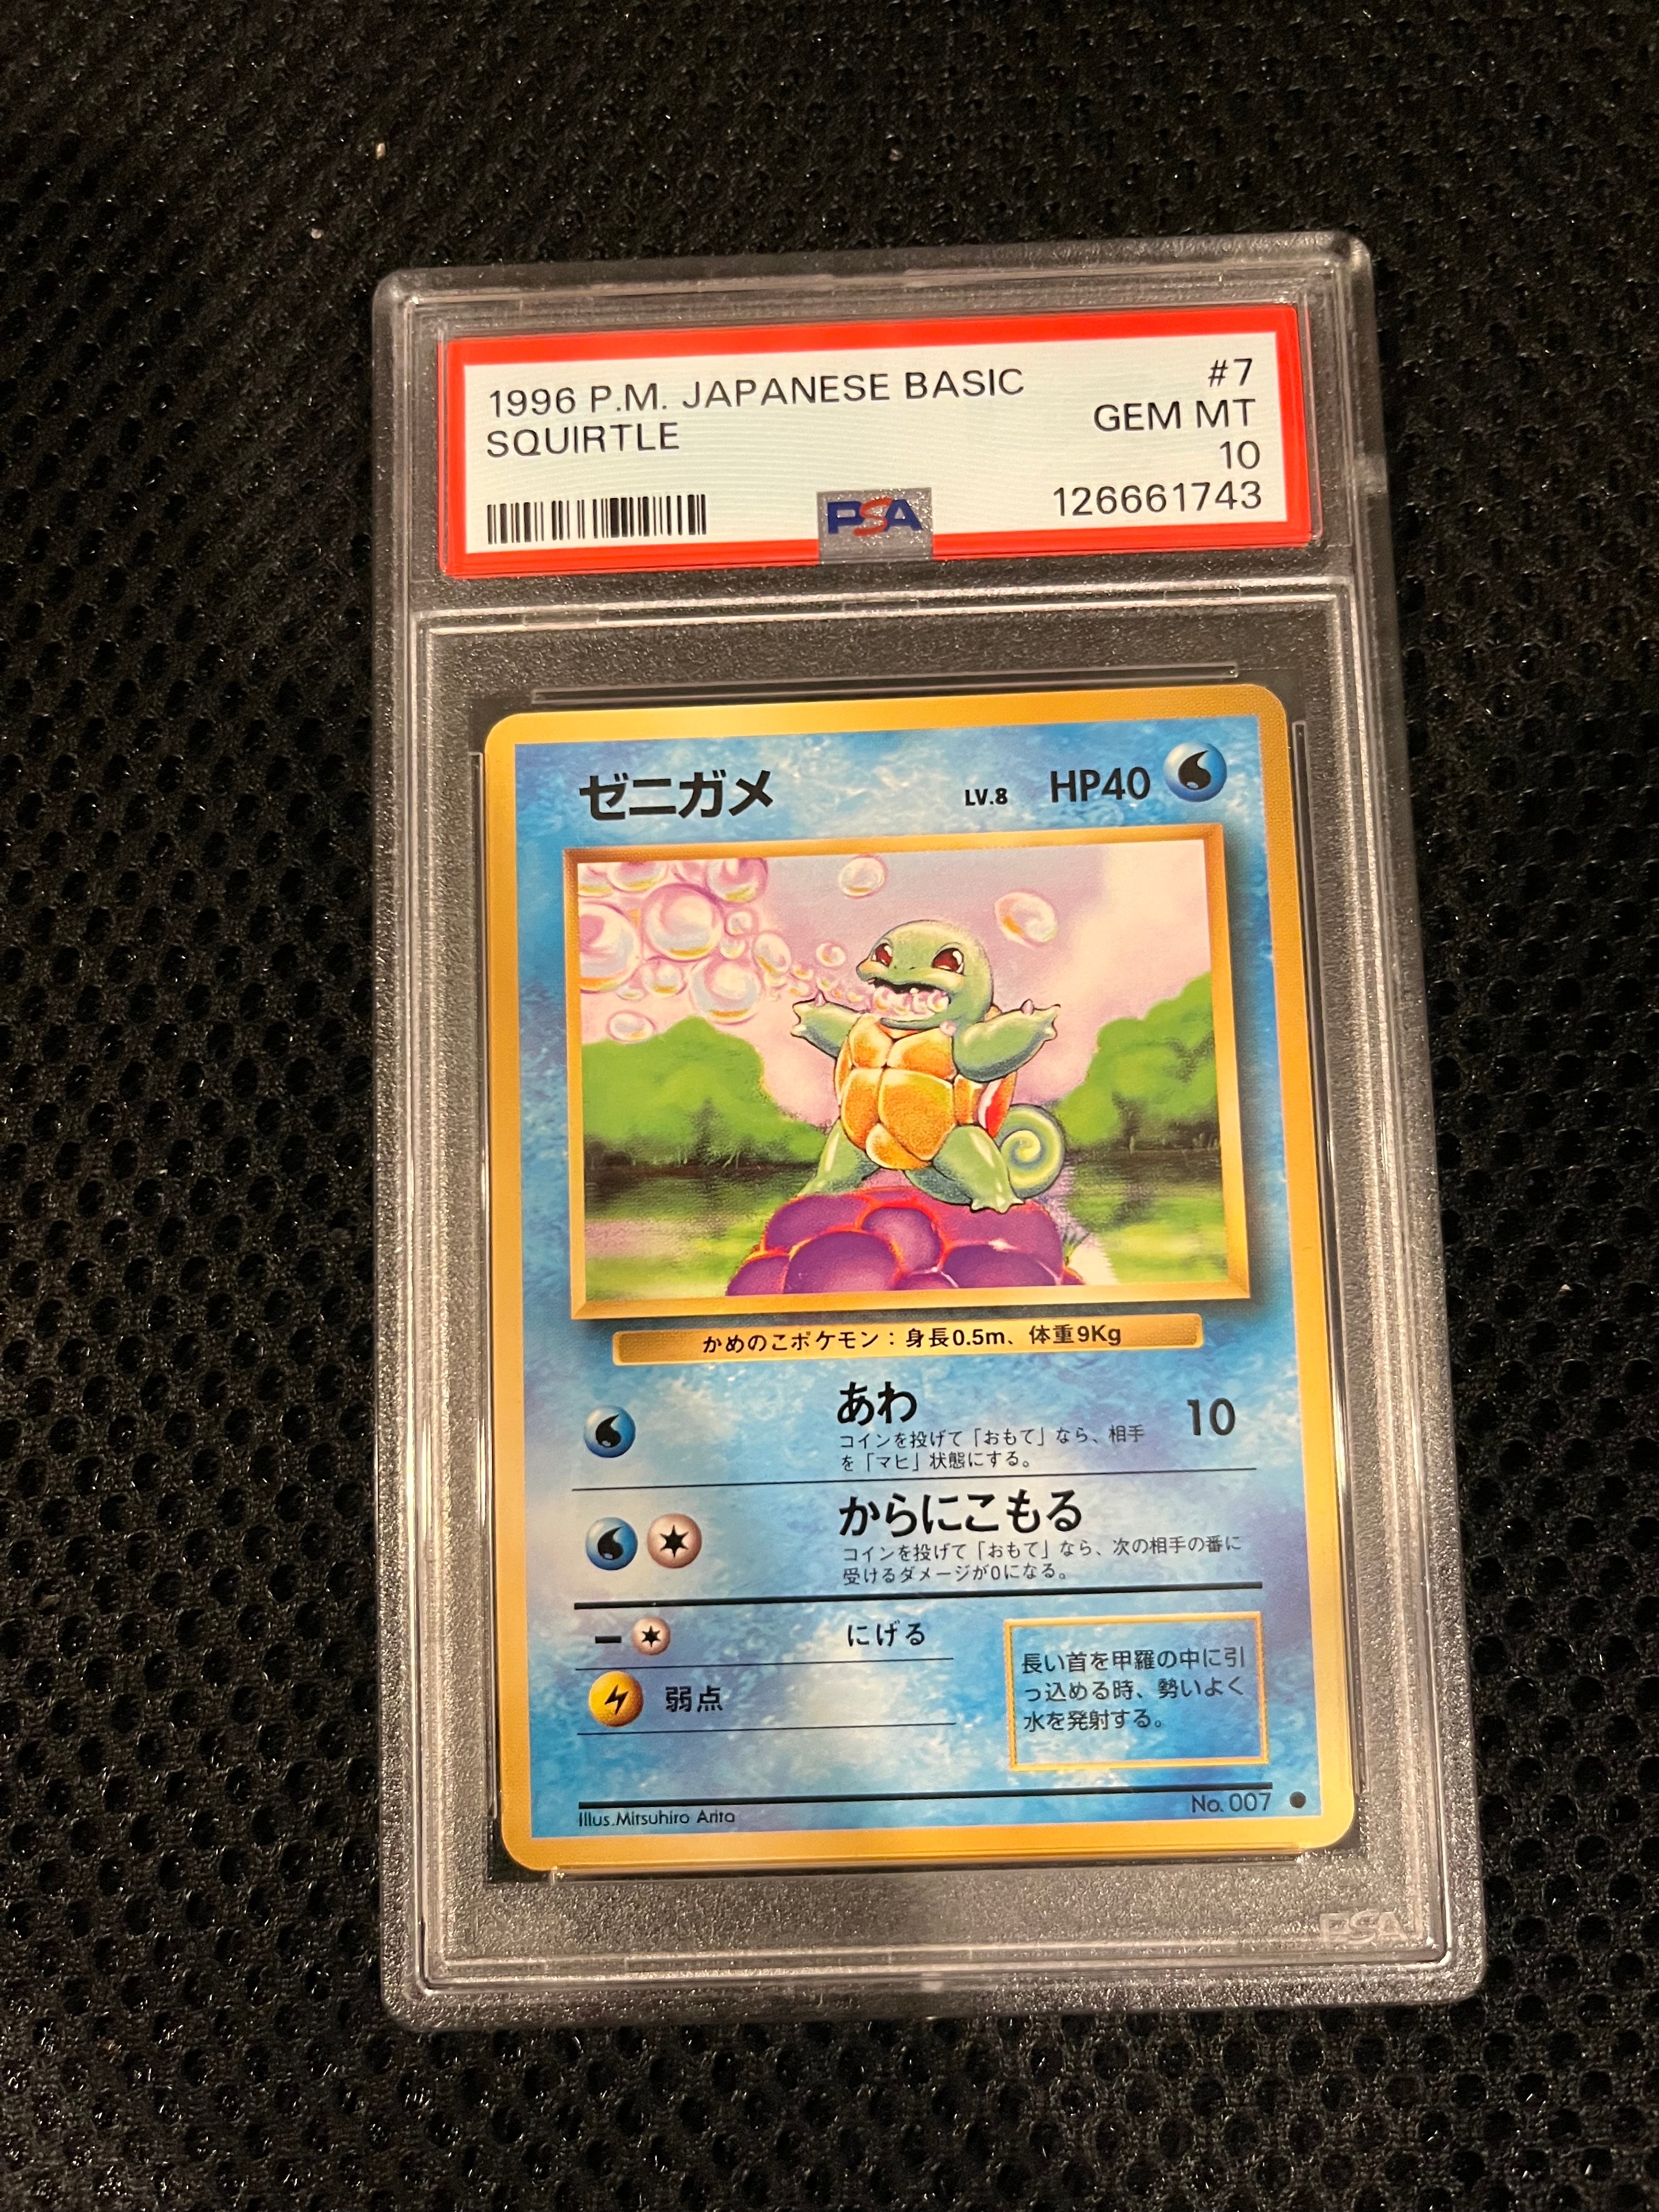 1996 P.M. JAPANESE BASIC #7
SQUIRTLE GEM MT
10
PSA 126661743
ゼニガメ LV.8 HP40
かめのこポケモン：身長0.5m、体重9Kg
あわ 10
コインを投げて「おもて」なら、相手
を「マヒ」状態にする。
からにこもる
コインを投げて「おもて」なら、次の相手の番に
受けるダメージが0になる。
にげる
弱点
長い首を甲羅の中に引
っ込める時、勢いよく
水を発射する。
Illus.Mitsuhiro Arita No. 007
PSA